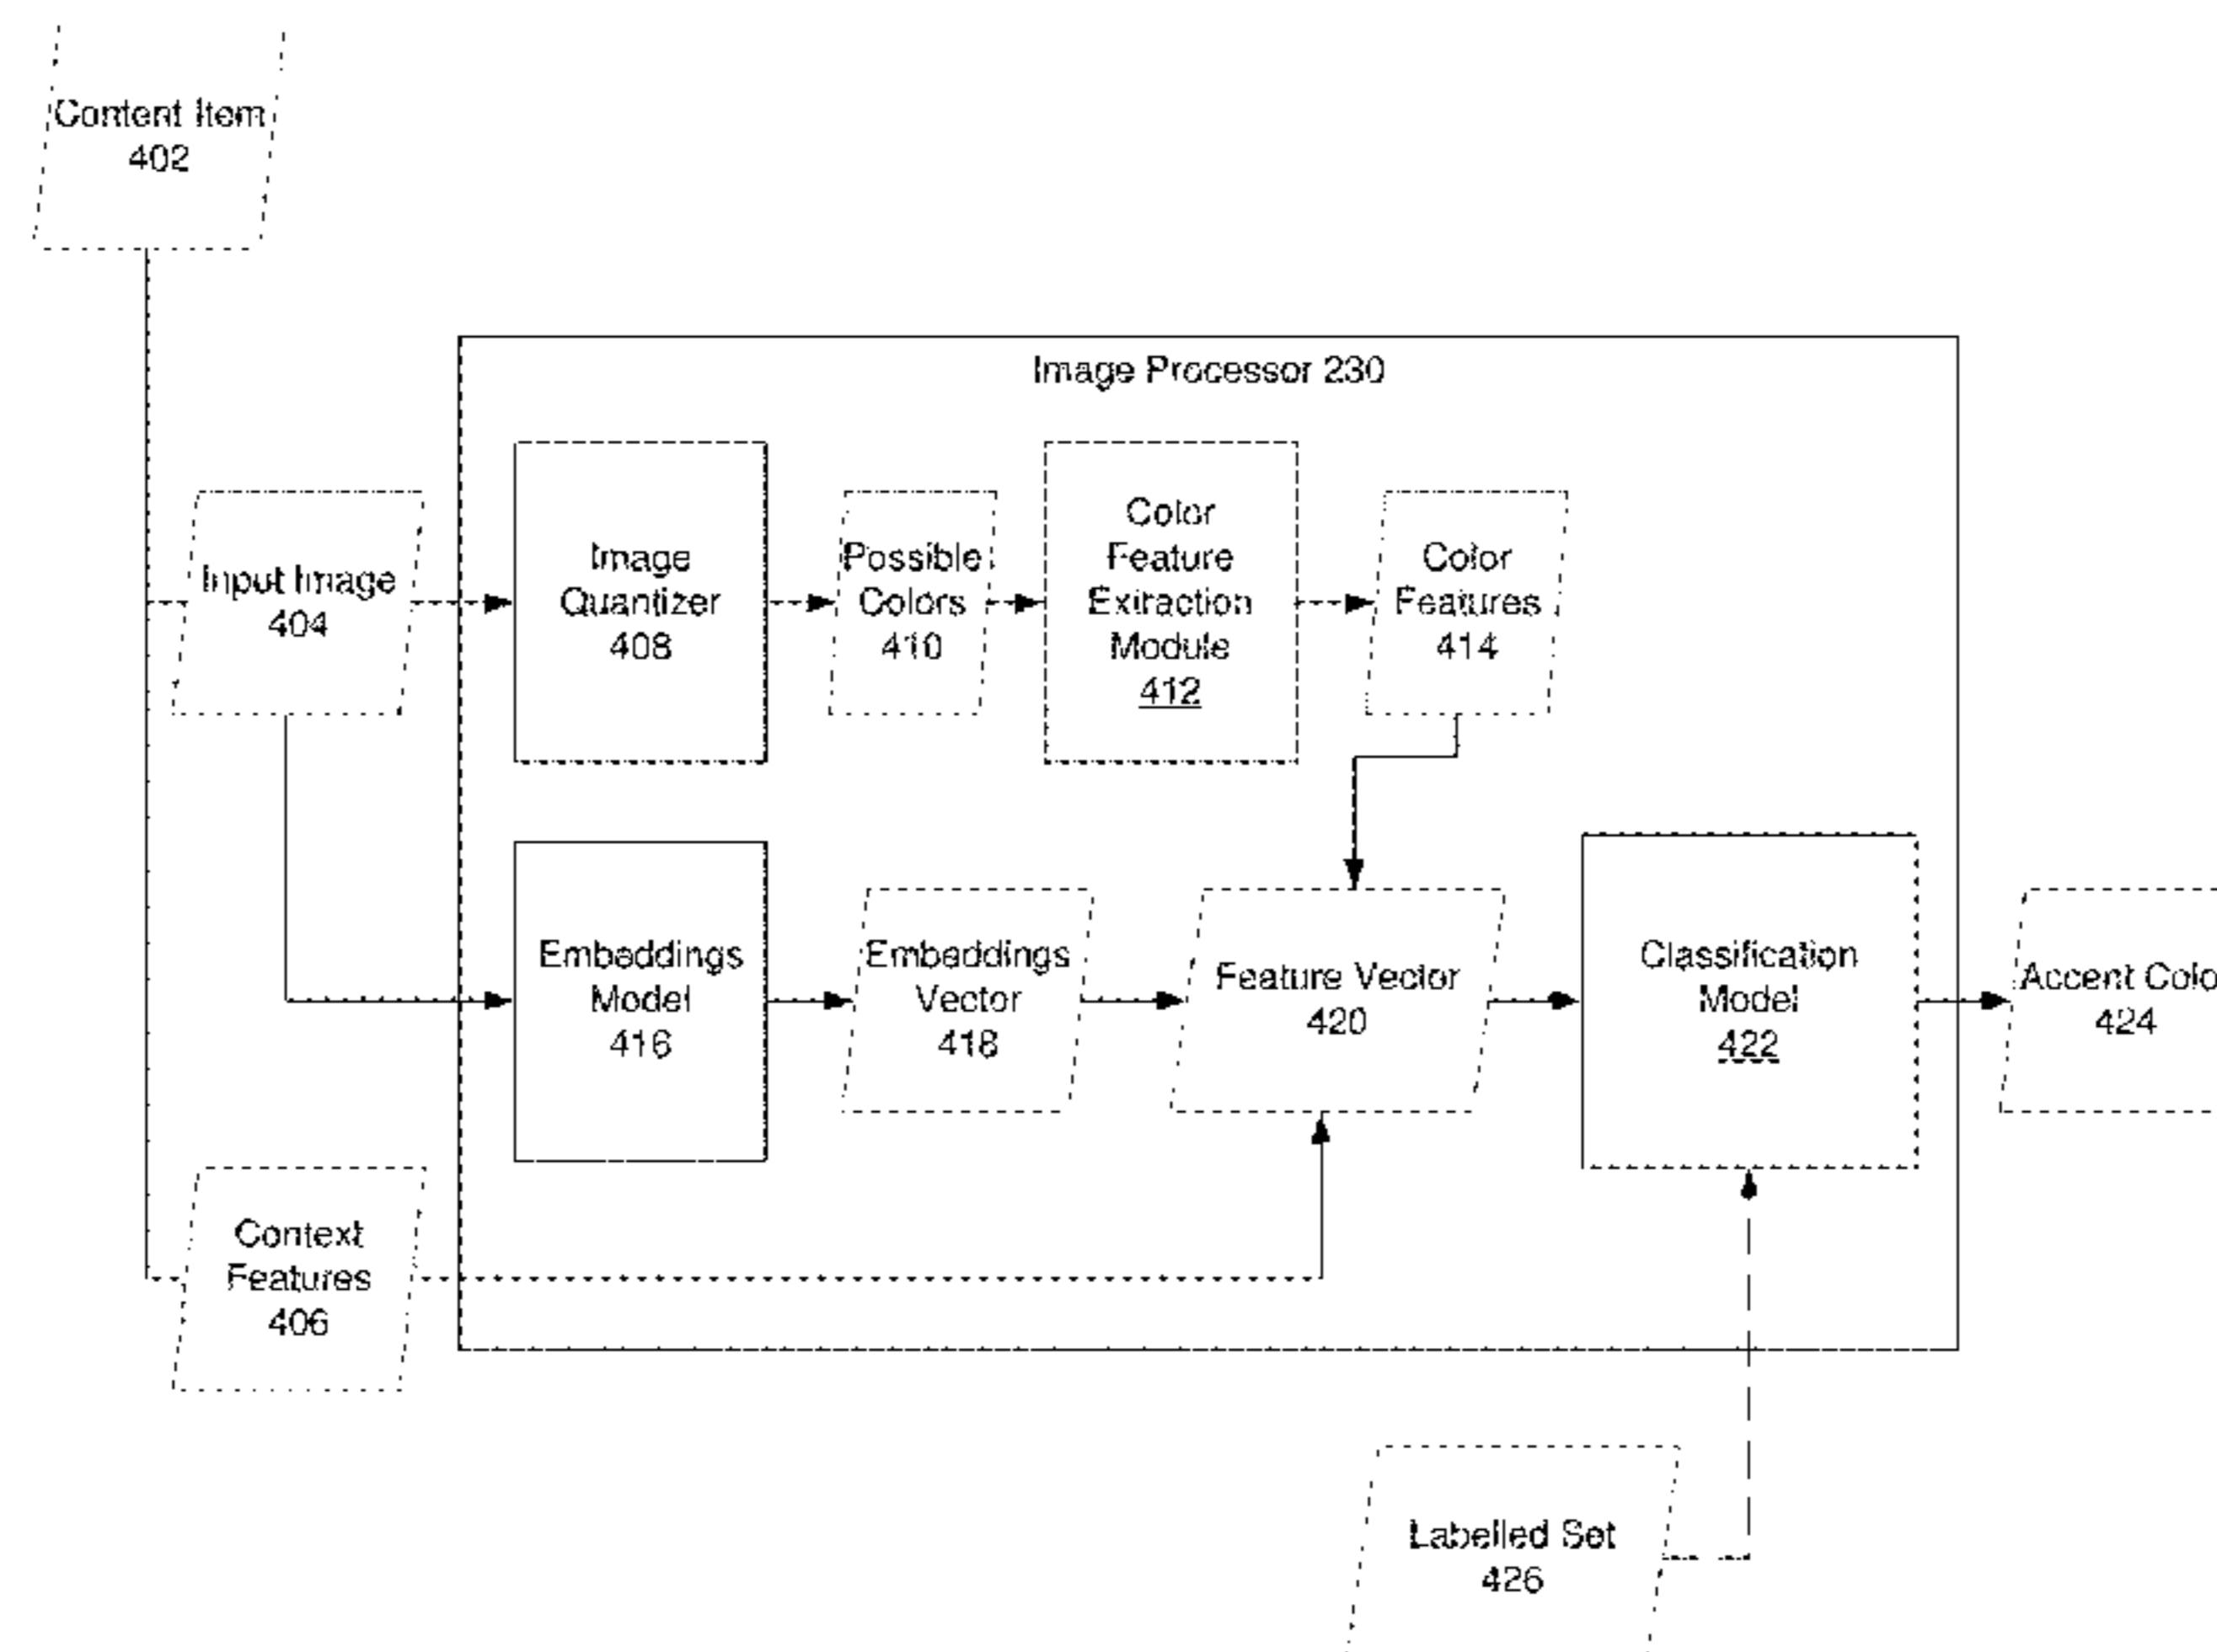 Content Item
402
Image Processor 230
Input Image
404
Image
Quantizer
408
Possible
Colors
410
Color
Feature
Extraction
Module
412
Color
Features
414
Embeddings
Model
416
Embeddings
Vector
418
Feature Vector
420
Classification
Model
422
Accent Colo
424
Context
Features
406
Labelled Set
426